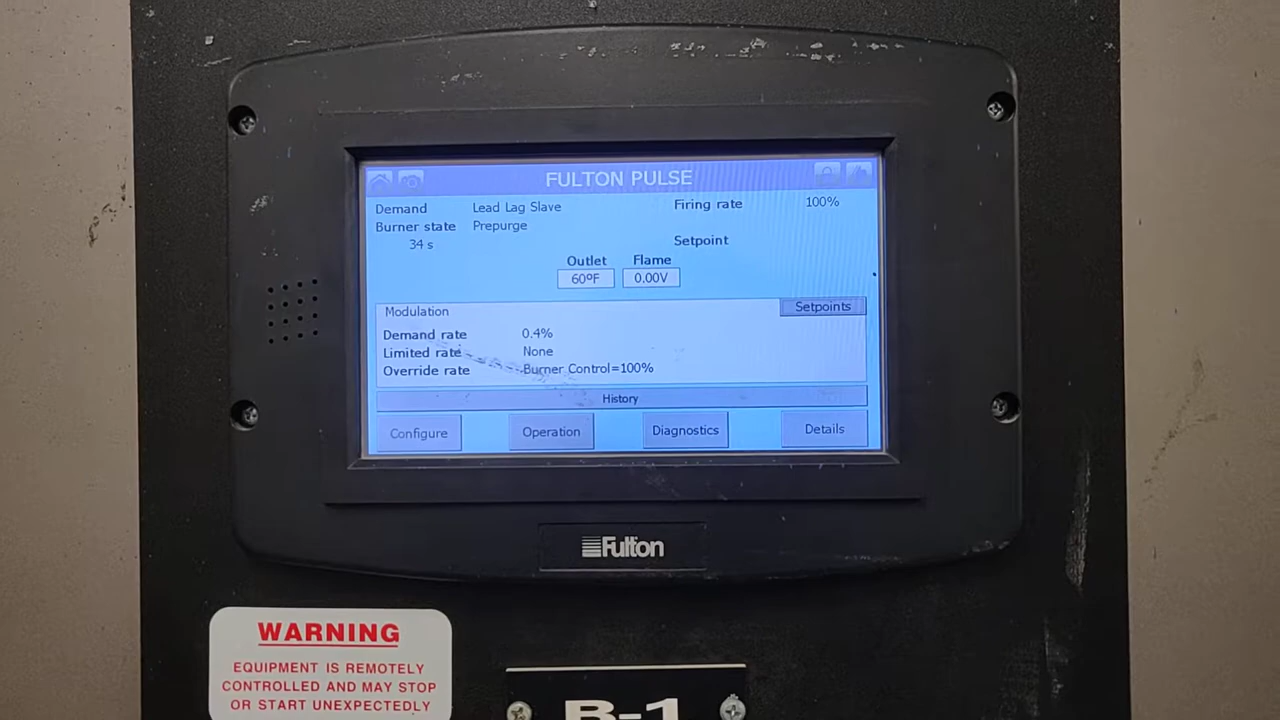 FULTON PULSE
Demand Lead Lag Slave Firing rate 100%
Burner state Prepurge
34 s Setpoint
Outlet Flame
60ºF 0.00V
Modulation Setpoints
Demand rate 0.4%
Limited rate None
Override rate Burner Control=100%
History
Configure Operation Diagnostics Details
Fulton
WARNING
EQUIPMENT IS REMOTELY
CONTROLLED AND MAY STOP
OR START UNEXPECTEDLY
B-1